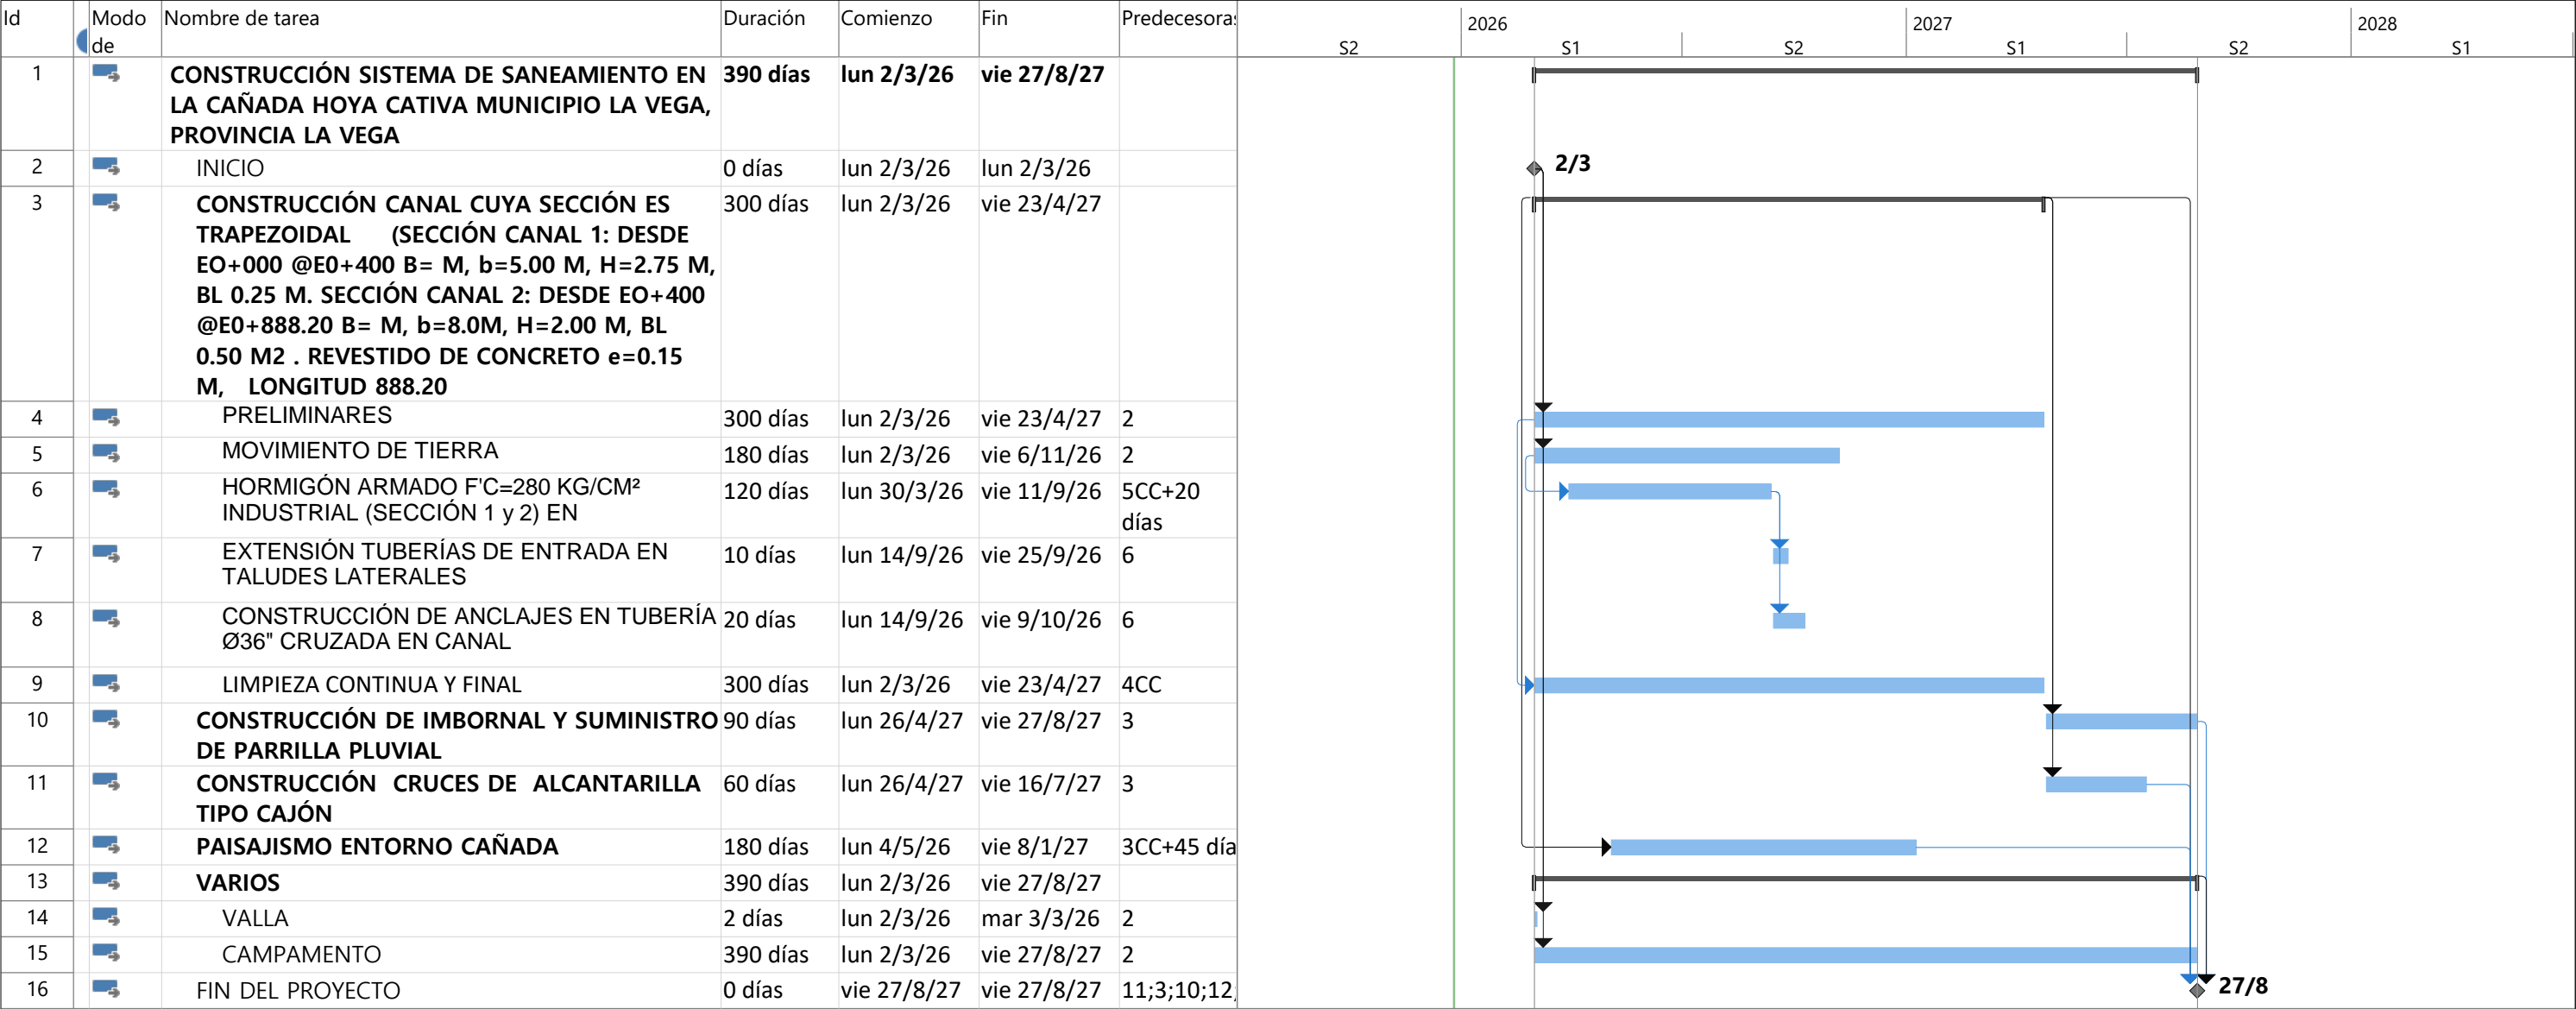 Id Modo de Nombre de tarea Duración Comienzo Fin Predecesoras
2026 2027 2028
S2 S1 S2 S1 S2 S1
1 CONSTRUCCIÓN SISTEMA DE SANEAMIENTO EN 390 días lun 2/3/26 vie 27/8/27
LA CAÑADA HOYA CATIVA MUNICIPIO LA VEGA,
PROVINCIA LA VEGA
2 INICIO 0 días lun 2/3/26 lun 2/3/26
2/3
3 CONSTRUCCIÓN CANAL CUYA SECCIÓN ES 300 días lun 2/3/26 vie 23/4/27
TRAPEZOIDAL (SECCIÓN CANAL 1: DESDE
EO+000 @E0+400 B= M, b=5.00 M, H=2.75 M,
BL 0.25 M. SECCIÓN CANAL 2: DESDE EO+400
@E0+888.20 B= M, b=8.0M, H=2.00 M, BL
0.50 M2 . REVESTIDO DE CONCRETO e=0.15
M, LONGITUD 888.20
4 PRELIMINARES 300 días lun 2/3/26 vie 23/4/27 2
5 MOVIMIENTO DE TIERRA 180 días lun 2/3/26 vie 6/11/26 2
6 HORMIGÓN ARMADO F'C=280 KG/CM² 120 días lun 30/3/26 vie 11/9/26 5CC+20
INDUSTRIAL (SECCIÓN 1 y 2) EN días
7 EXTENSIÓN TUBERÍAS DE ENTRADA EN 10 días lun 14/9/26 vie 25/9/26 6
TALUDES LATERALES
8 CONSTRUCCIÓN DE ANCLAJES EN TUBERÍA 20 días lun 14/9/26 vie 9/10/26 6
Ø36" CRUZADA EN CANAL
9 LIMPIEZA CONTINUA Y FINAL 300 días lun 2/3/26 vie 23/4/27 4CC
10 CONSTRUCCIÓN DE IMBORNAL Y SUMINISTRO 90 días lun 26/4/27 vie 27/8/27 3
DE PARRILLA PLUVIAL
11 CONSTRUCCIÓN CRUCES DE ALCANTARILLA 60 días lun 26/4/27 vie 16/7/27 3
TIPO CAJÓN
12 PAISAJISMO ENTORNO CAÑADA 180 días lun 4/5/26 vie 8/1/27 3CC+45 día
13 VARIOS 390 días lun 2/3/26 vie 27/8/27
14 VALLA 2 días lun 2/3/26 mar 3/3/26 2
15 CAMPAMENTO 390 días lun 2/3/26 vie 27/8/27 2
16 FIN DEL PROYECTO 0 días vie 27/8/27 vie 27/8/27 11;3;10;12;
27/8